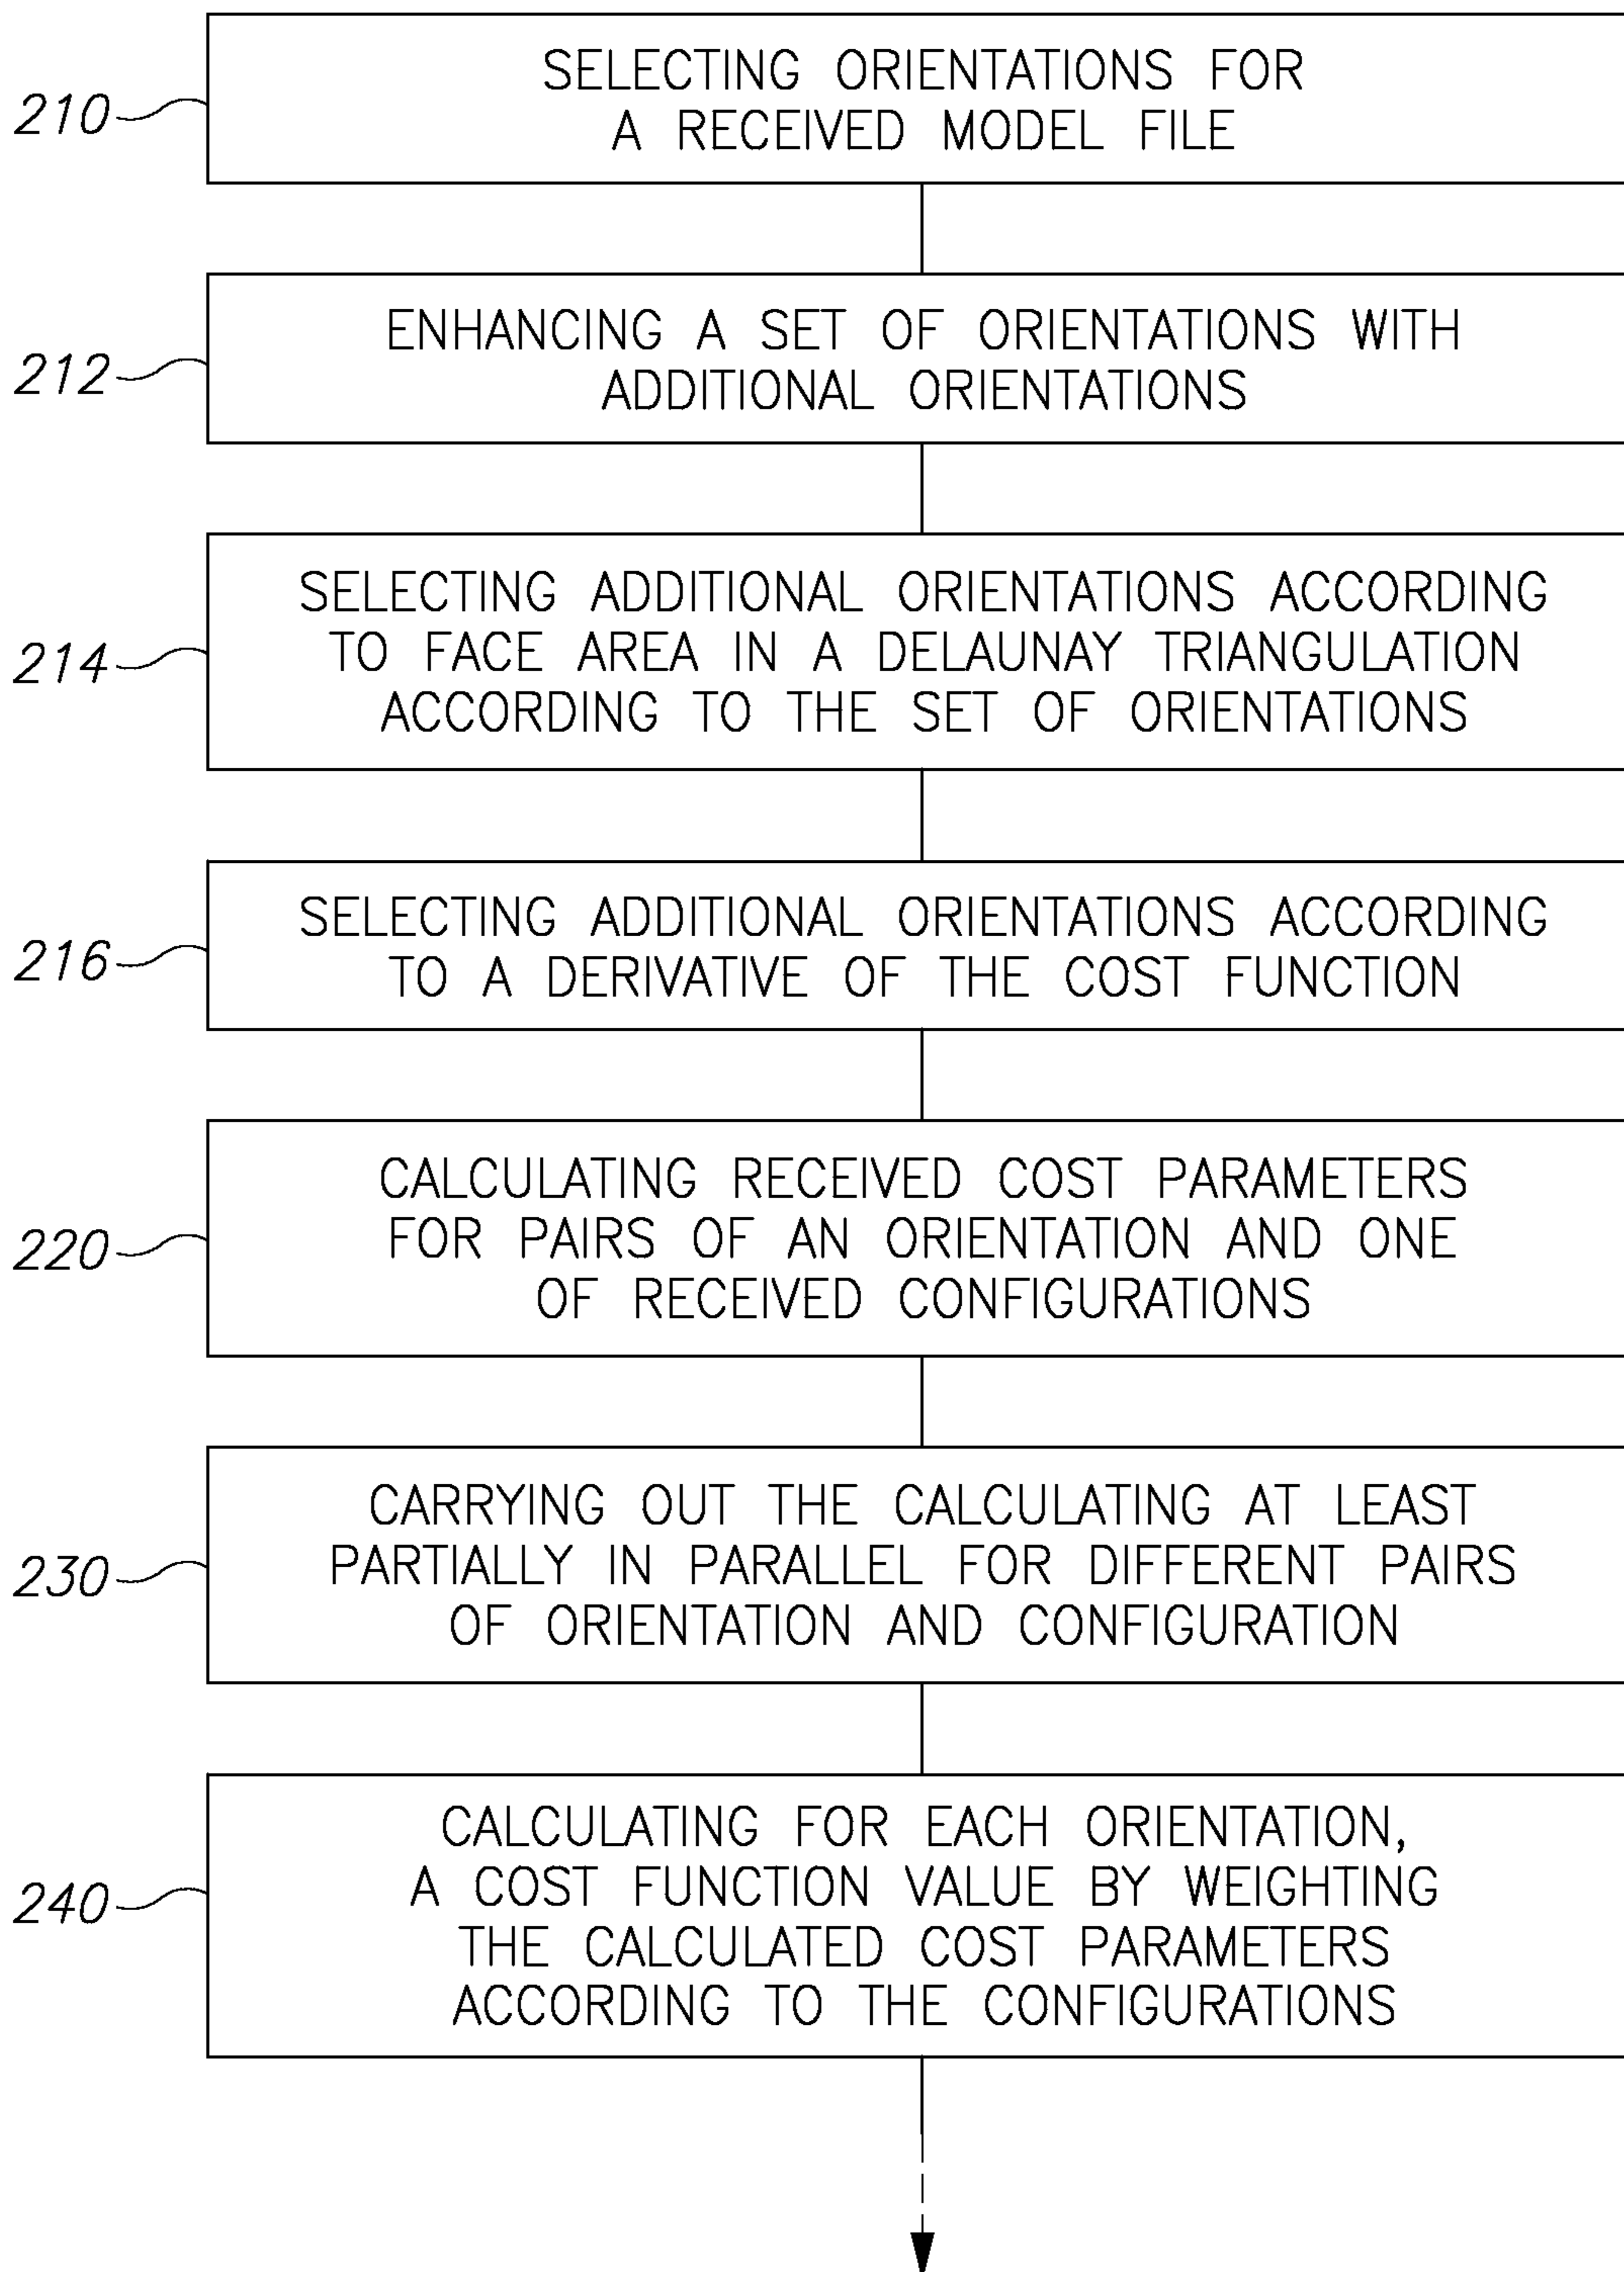 210
SELECTING ORIENTATIONS FOR
A RECEIVED MODEL FILE
212
ENHANCING A SET OF ORIENTATIONS WITH
ADDITIONAL ORIENTATIONS
214
SELECTING ADDITIONAL ORIENTATIONS ACCORDING
TO FACE AREA IN A DELAUNAY TRIANGULATION
ACCORDING TO THE SET OF ORIENTATIONS
216
SELECTING ADDITIONAL ORIENTATIONS ACCORDING
TO A DERIVATIVE OF THE COST FUNCTION
220
CALCULATING RECEIVED COST PARAMETERS
FOR PAIRS OF AN ORIENTATION AND ONE
OF RECEIVED CONFIGURATIONS
230
CARRYING OUT THE CALCULATING AT LEAST
PARTIALLY IN PARALLEL FOR DIFFERENT PAIRS
OF ORIENTATION AND CONFIGURATION
240
CALCULATING FOR EACH ORIENTATION,
A COST FUNCTION VALUE BY WEIGHTING
THE CALCULATED COST PARAMETERS
ACCORDING TO THE CONFIGURATIONS